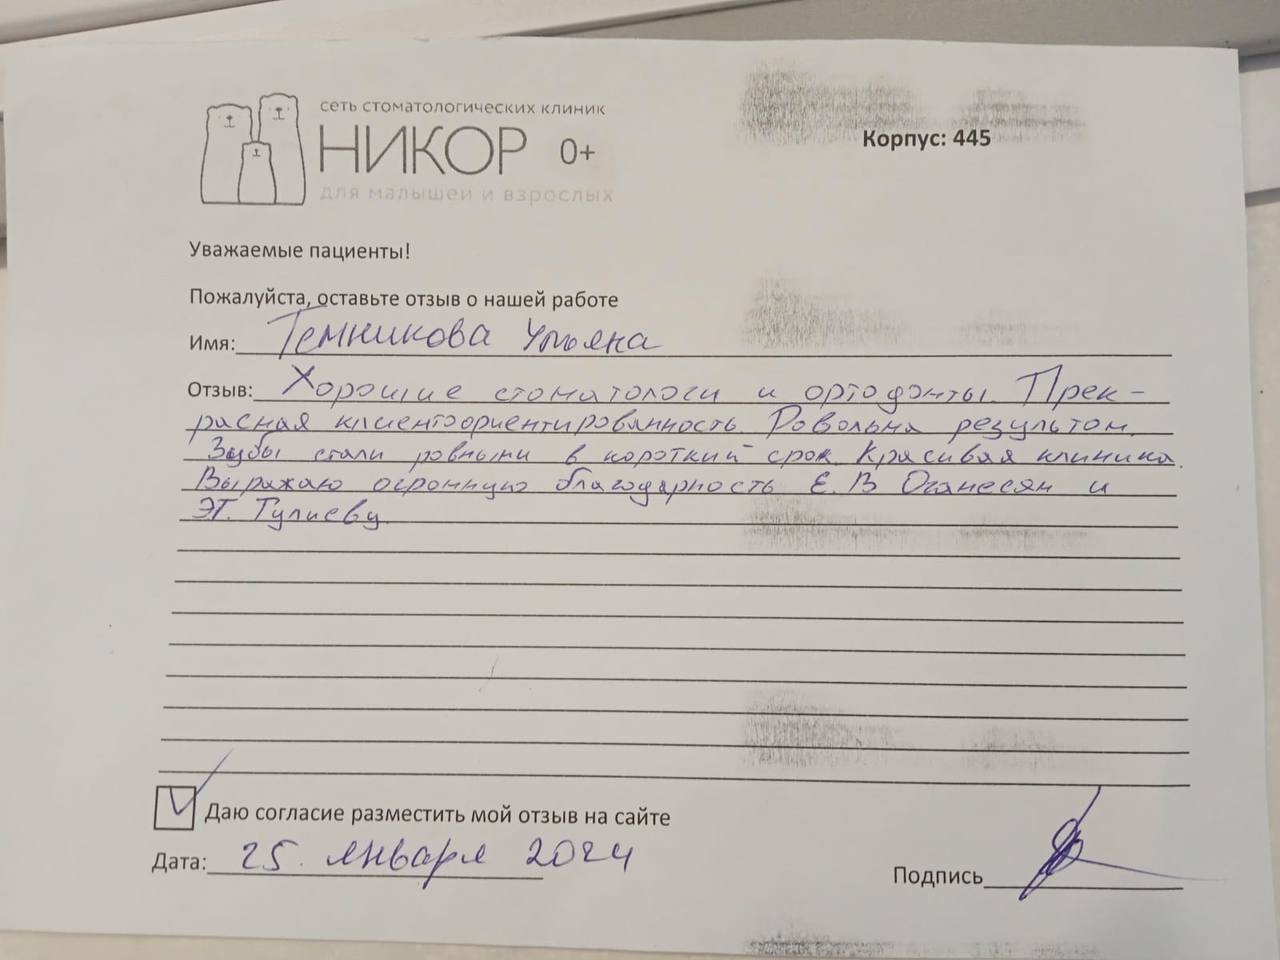 сеть стоматологических клиник
НИКОР 0+
для малышей и взрослых
Корпус: 445
Уважаемые пациенты!
Пожалуйста, оставьте отзыв о нашей работе
Имя: Темникова Ульяна
Отзыв: Хорошие стоматологи и ортодонты. Прек-
расная клиентоориентированность. Довольна результом.
Зубы стали ровными в короткий срок. Красивая клиника.
Выражаю огромную благодарность Е.В Оганесян и
Э.Г. Гулиеву.
Даю согласие разместить мой отзыв на сайте
Дата: 25. января 2024
Подпись